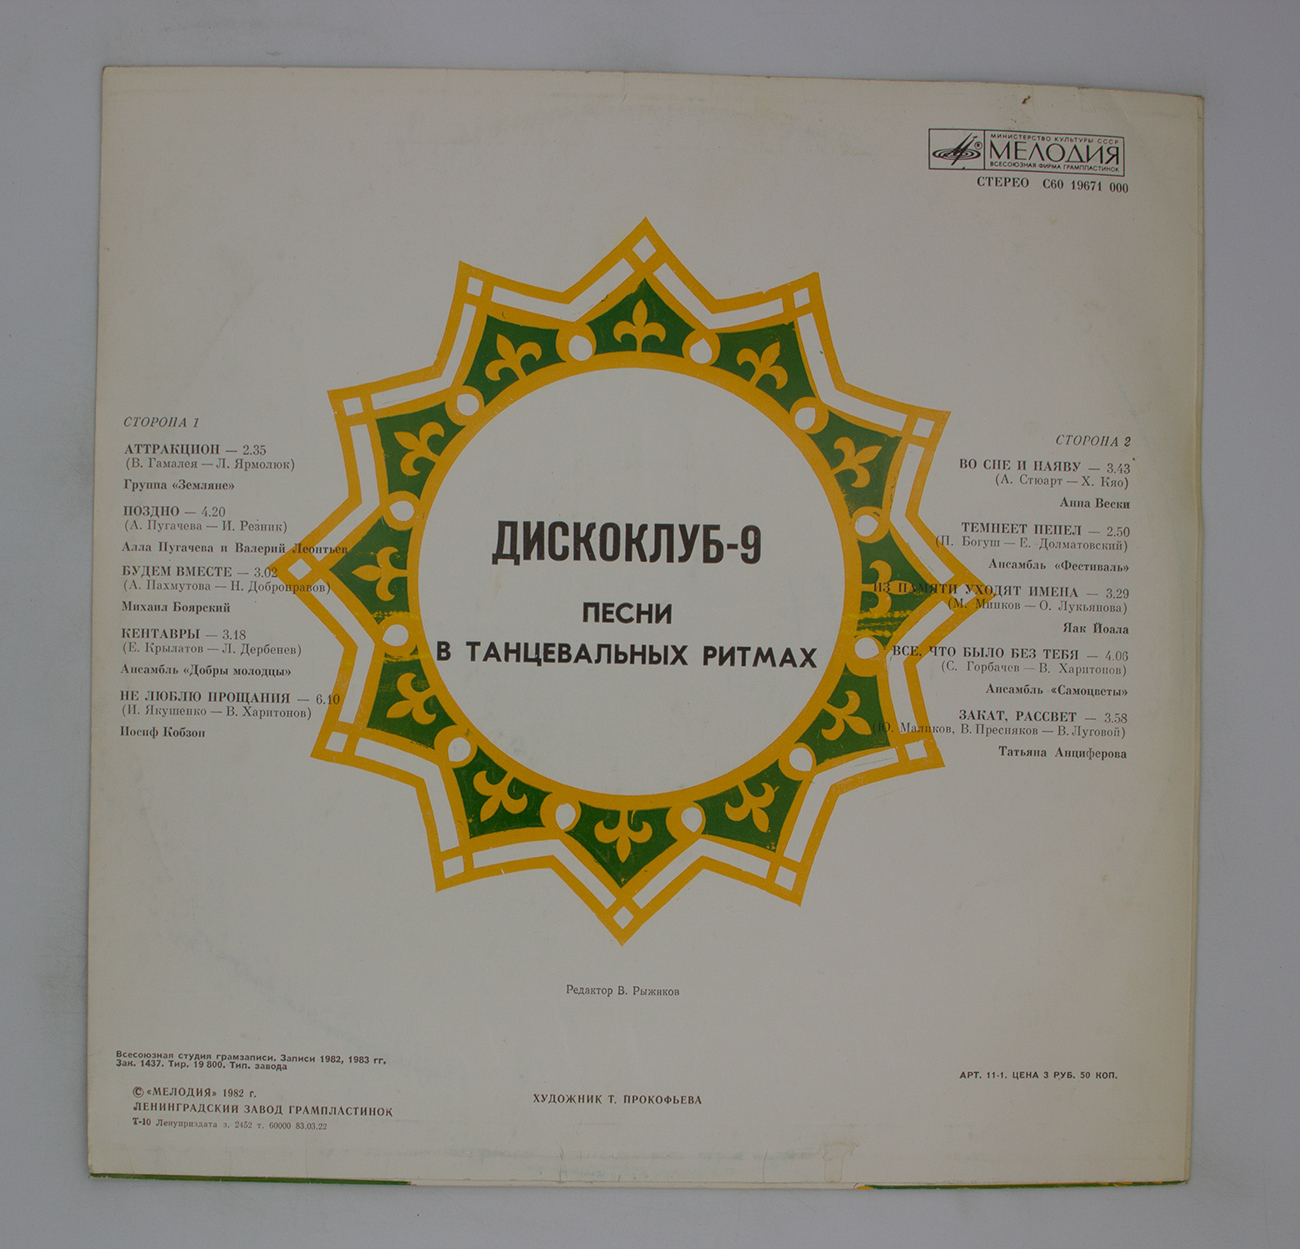 МИНИСТЕРСТВО КУЛЬТУРЫ СССР
МЕЛОДИЯ
ВСЕСОЮЗНАЯ ФИРМА ГРАМПЛАСТИНОК
СТЕРЕО С60 19671 000
СТОРОНА 1
АТТРАКЦИОН — 2.35
(В. Гамалея — Л. Ярмолюк)
Группа «Земляне»
ПОЗДНО — 4.20
(А. Пугачева — И. Резник)
Алла Пугачева и Валерий Леонтьев
БУДЕМ ВМЕСТЕ — 3.02
(А. Пахмутова — Н. Добронравов)
Михаил Боярский
КЕНТАВРЫ — 3.18
(Е. Крылатов — Л. Дербенев)
Ансамбль «Добры молодцы»
НЕ ЛЮБЛЮ ПРОЩАНИЯ — 6.10
(И. Якушенко — В. Харитонов)
Иосиф Кобзон
ДИСКОКЛУБ-9
ПЕСНИ
В ТАНЦЕВАЛЬНЫХ РИТМАХ
СТОРОНА 2
ВО СНЕ И НАЯВУ — 3.43
(А. Стюарт — Х. Кяо)
Анна Вески
ТЕМНЕЕТ ПЕПЕЛ — 2.50
(П. Богуш — Е. Долматовский)
Ансамбль «Фестиваль»
ИЗ ПАМЯТИ УХОДЯТ ИМЕНА — 3.29
(М. Минков — О. Лукьянова)
Яак Йоала
ВСЕ, ЧТО БЫЛО БЕЗ ТЕБЯ — 4.06
(С. Горбачев — В. Харитонов)
Ансамбль «Самоцветы»
ЗАКАТ, РАССВЕТ — 3.58
(Ю. Маликов, В. Пресняков — В. Луговой)
Татьяна Анциферова
Редактор В. Рыжиков
Всесоюзная студия грамзаписи. Записи 1982, 1983 гг.
Зак. 1437. Тир. 19 800. Тип. завода
© «МЕЛОДИЯ» 1982 г.
ЛЕНИНГРАДСКИЙ ЗАВОД ГРАМПЛАСТИНОК
Т-10 Ленуприздата з. 2452 т. 60000 83.03.22
ХУДОЖНИК Т. ПРОКОФЬЕВА
АРТ. 11-1. ЦЕНА 3 РУБ. 50 КОП.